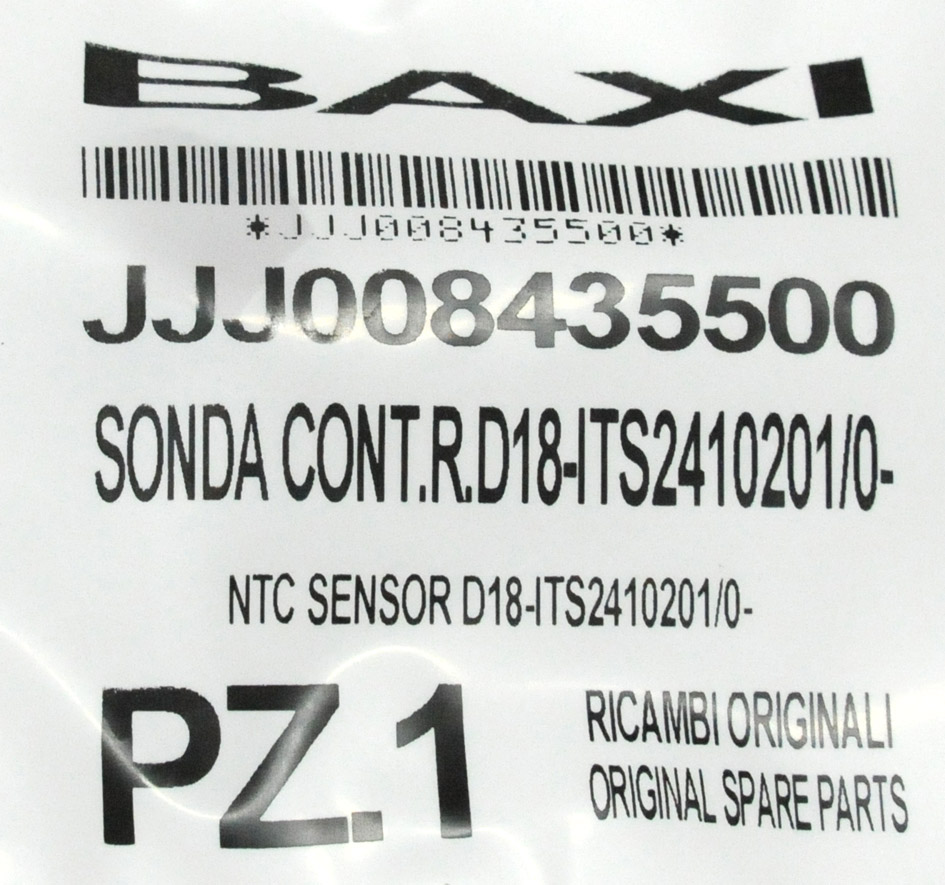 BAXI
*JJJ008435500*
JJJ008435500
SONDA CONT.R.D18-ITS2410201/0-
NTC SENSOR D18-ITS2410201/0-
PZ.1
RICAMBI ORIGINALI
ORIGINAL SPARE PARTS